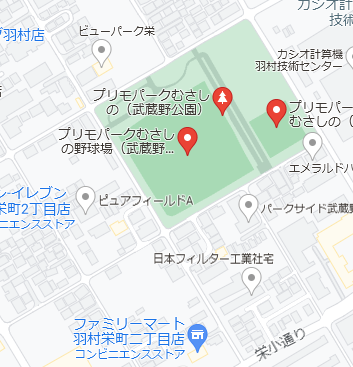 カシオ計算
羽村技術
羽村店
ビューパーク栄
カシオ計算機
羽村技術センター
プリモパークむさし
の（武蔵野公園）
プリモパーク
むさしの（
プリモパークむさし
の野球場（武蔵野...
エメラルドハ
レイレブン
栄町2丁目店
ニエンスストア
ピュアフィールドA
パークサイド武蔵野
日本フィルター工業社宅
ファミリーマート
羽村栄町二丁目店
コンビニエンスストア
栄小通り